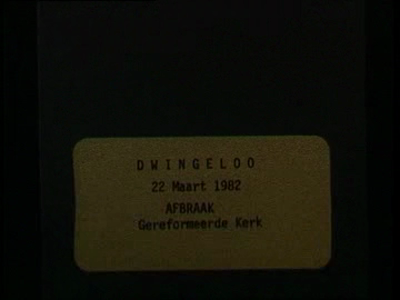 DWINGELOO
22 Maart 1982
AFBRAAK
Gereformeerde Kerk